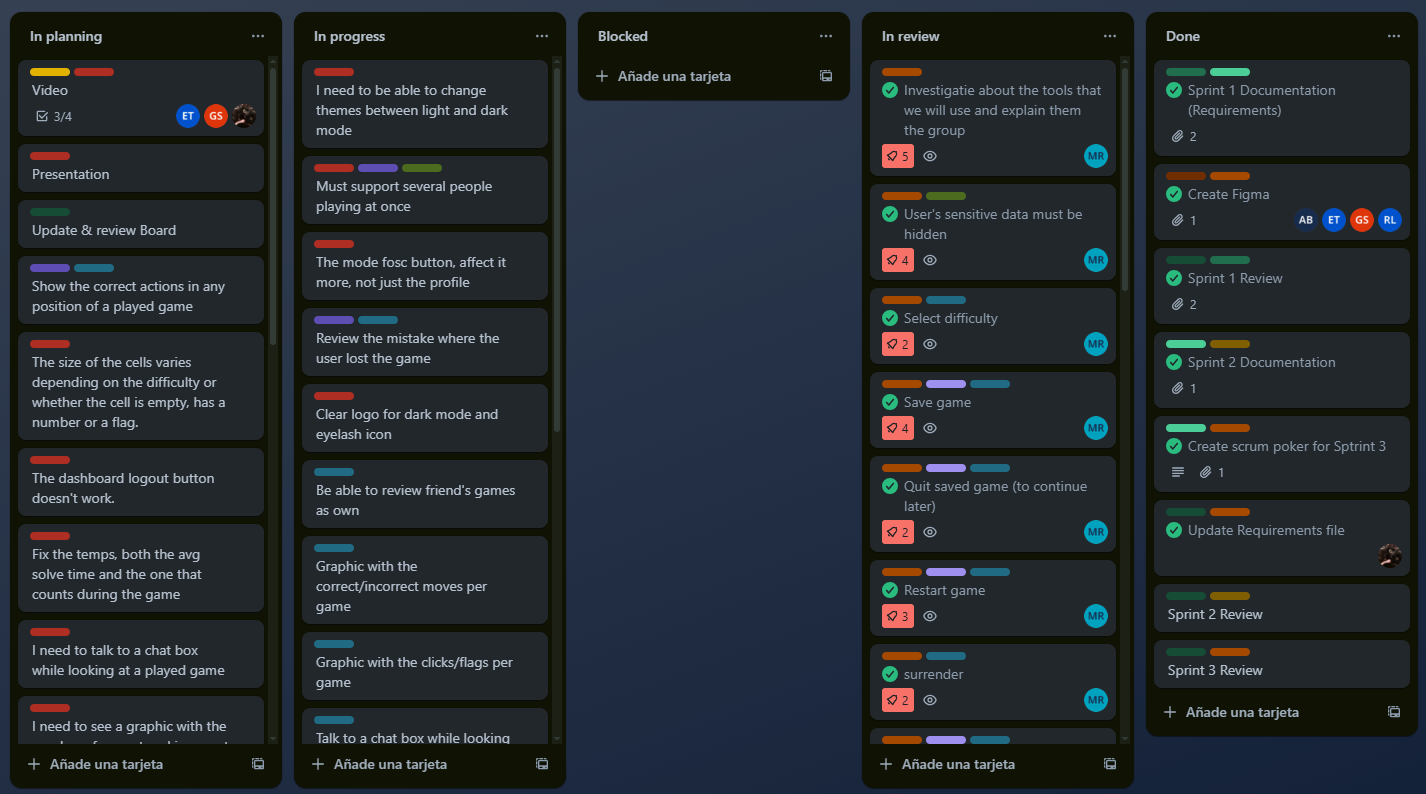 In planning
Video
3/4
ET
GS
Presentation
Update & review Board
Show the correct actions in any
position of a played game
The size of the cells varies
depending on the difficulty or
whether the cell is empty, has a
number or a flag.
The dashboard logout button
doesn't work.
Fix the temps, both the avg
solve time and the one that
counts during the game
I need to talk to a chat box
while looking at a played game
I need to see a graphic with the
Añade una tarjeta
In progress
I need to be able to change
themes between light and dark
mode
Must support several people
playing at once
The mode fosc button, affect it
more, not just the profile
Review the mistake where the
user lost the game
Clear logo for dark mode and
eyelash icon
Be able to review friend's games
as own
Graphic with the
correct/incorrect moves per
game
Graphic with the clicks/flags per
game
Talk to a chat box while looking
Añade una tarjeta
Blocked
Añade una tarjeta
In review
Investigatie about the tools that
we will use and explain them
the group
5
MR
User's sensitive data must be
hidden
4
MR
Select difficulty
2
MR
Save game
4
MR
Quit saved game (to continue
later)
2
MR
Restart game
3
MR
surrender
2
MR
Añade una tarjeta
Done
Sprint 1 Documentation
(Requirements)
2
Create Figma
1
AB
ET
GS
RL
Sprint 1 Review
2
Sprint 2 Documentation
1
Create scrum poker for Sptrint 3
1
Update Requirements file
Sprint 2 Review
Sprint 3 Review
Añade una tarjeta